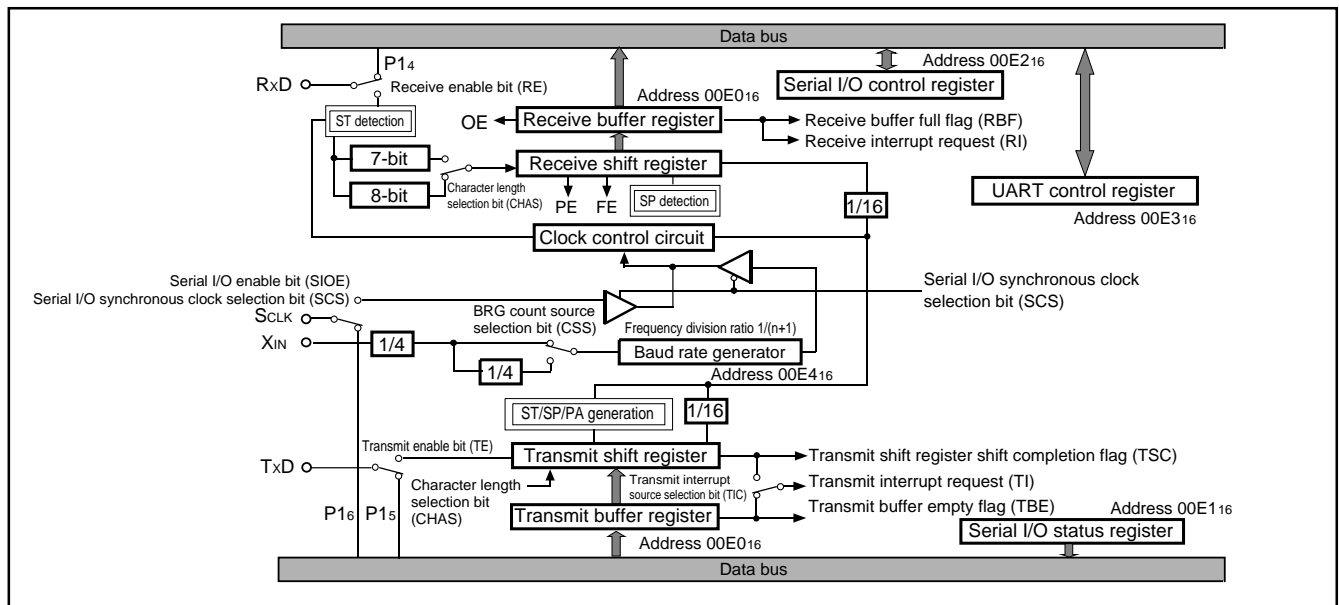 Data bus
P14
RxD
Receive enable bit (RE)
Address 00E216
Serial I/O control register
Address 00E016
ST detection
OE
Receive buffer register
Receive buffer full flag (RBF)
Receive interrupt request (RI)
7-bit
8-bit
Character length
selection bit (CHAS)
Receive shift register
PE
FE
SP detection
1/16
UART control register
Address 00E316
Clock control circuit
Serial I/O enable bit (SIOE)
Serial I/O synchronous clock selection bit (SCS)
Serial I/O synchronous clock
selection bit (SCS)
SCLK
BRG count source
selection bit (CSS)
Frequency division ratio 1/(n+1)
XIN
1/4
1/4
Baud rate generator
Address 00E416
ST/SP/PA generation
1/16
Transmit enable bit (TE)
TxD
Transmit shift register
Transmit shift register shift completion flag (TSC)
Character length
selection bit
(CHAS)
Transmit interrupt
source selection bit (TIC)
Transmit interrupt request (TI)
P16
P15
Transmit buffer register
Transmit buffer empty flag (TBE)
Address 00E116
Serial I/O status register
Address 00E016
Data bus